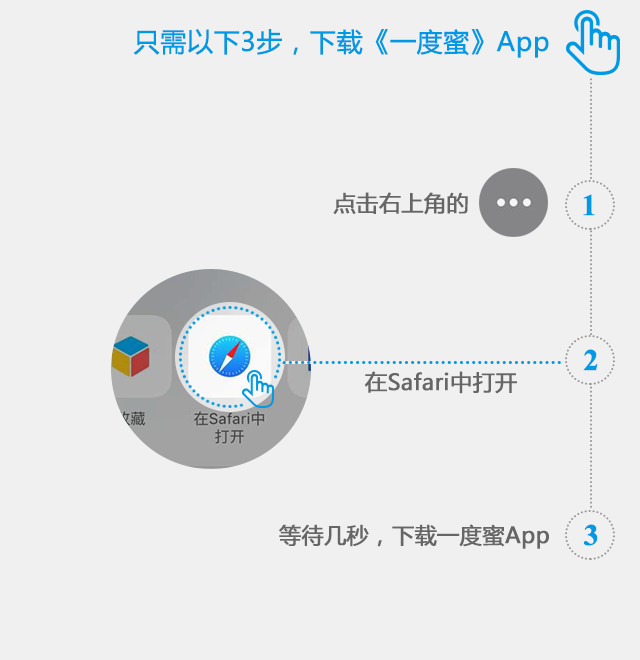 只需以下3步，下载《一度蜜》App
点击右上角的
1
2
在Safari中打开
收藏
在Safari中
打开
等待几秒，下载一度蜜App
3